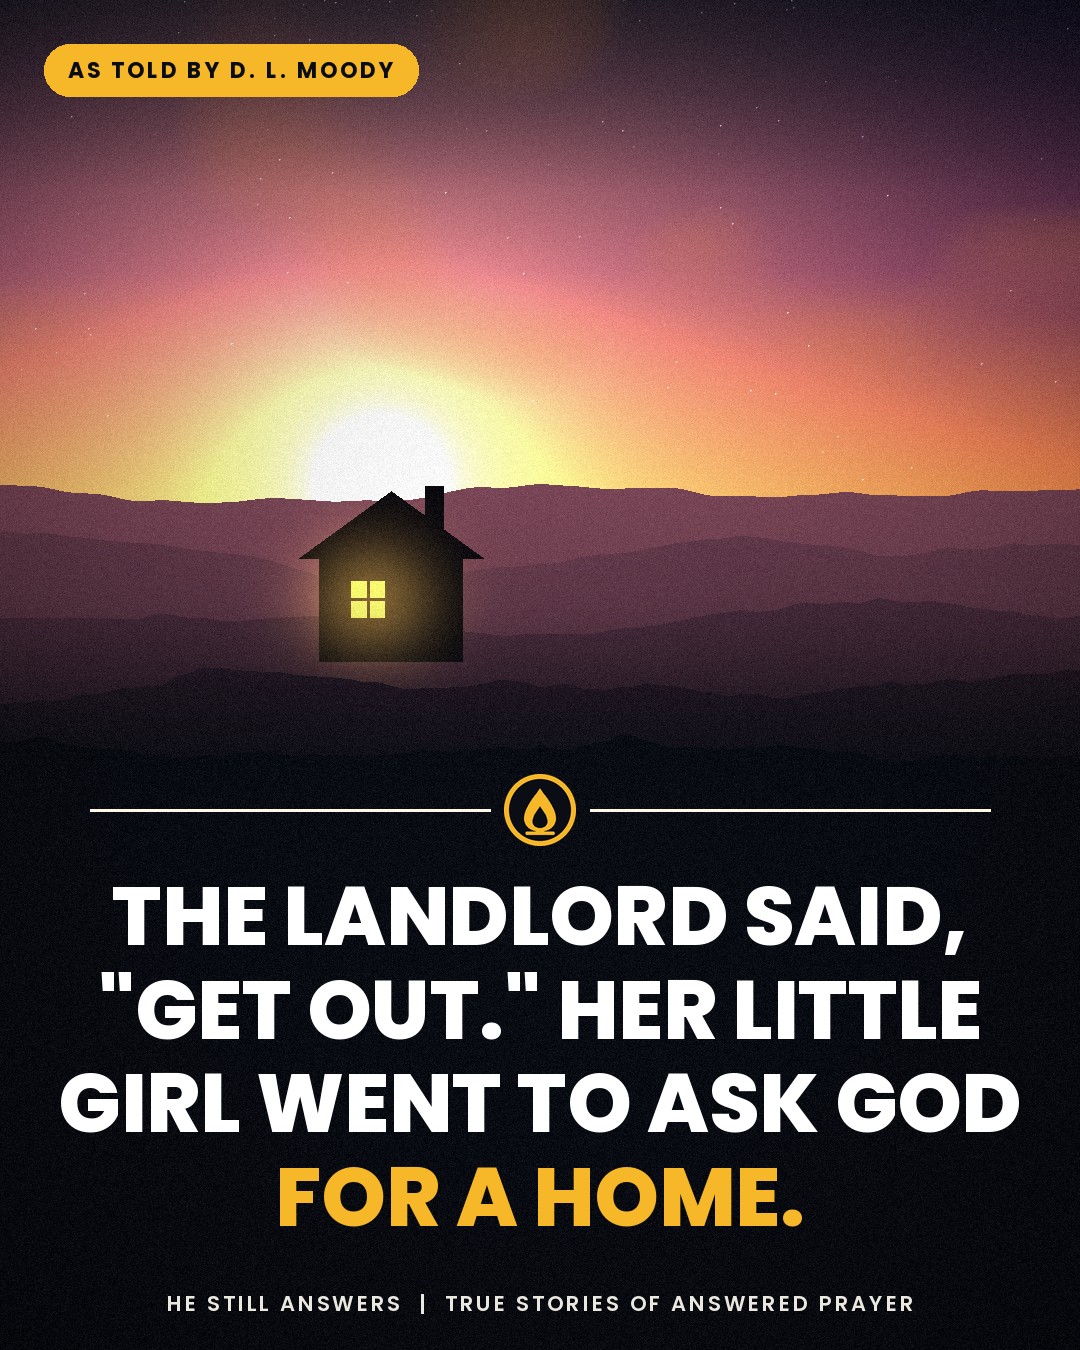 AS TOLD BY D. L. MOODY
THE LANDLORD SAID,
"GET OUT." HER LITTLE
GIRL WENT TO ASK GOD
FOR A HOME.
HE STILL ANSWERS | TRUE STORIES OF ANSWERED PRAYER